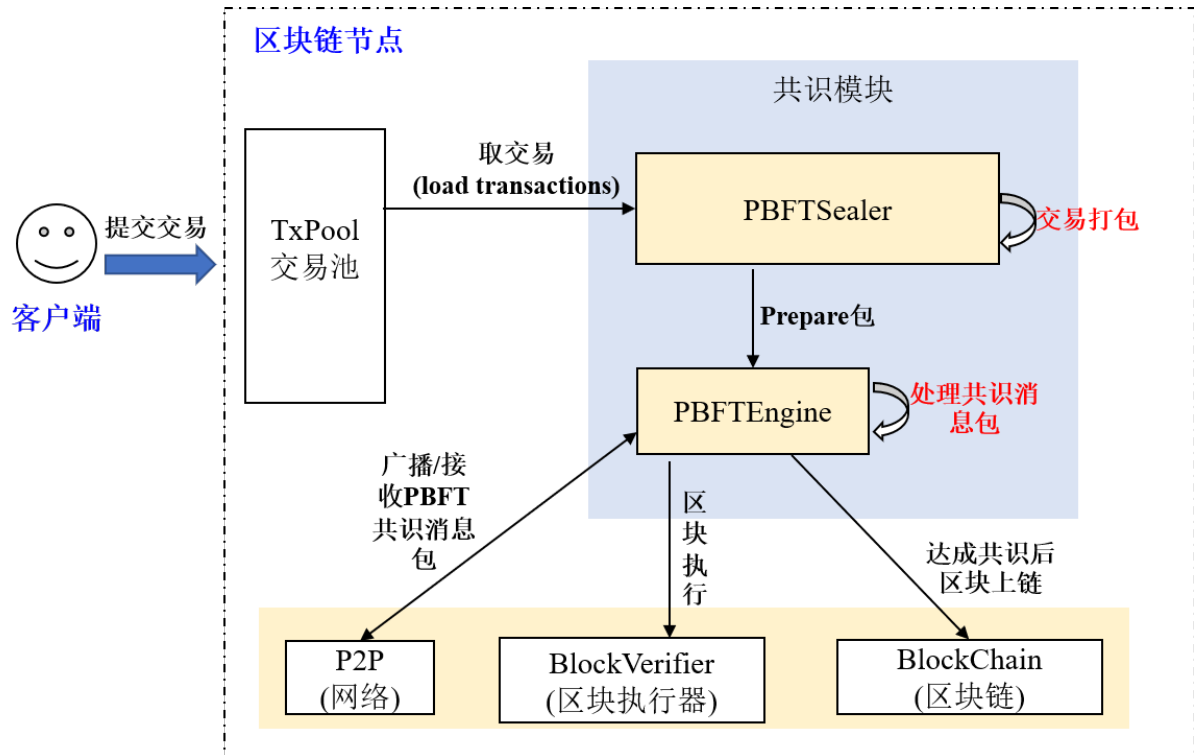 区块链节点
共识模块
取交易
(load transactions)
PBFTSealer
交易打包
TxPool
交易池
提交交易
客户端
Prepare包
PBFTEngine
处理共识消
息包
广播/接
收PBFT
共识消息
包
区
块
执
行
达成共识后
区块上链
P2P
(网络)
BlockVerifier
(区块执行器)
BlockChain
(区块链)